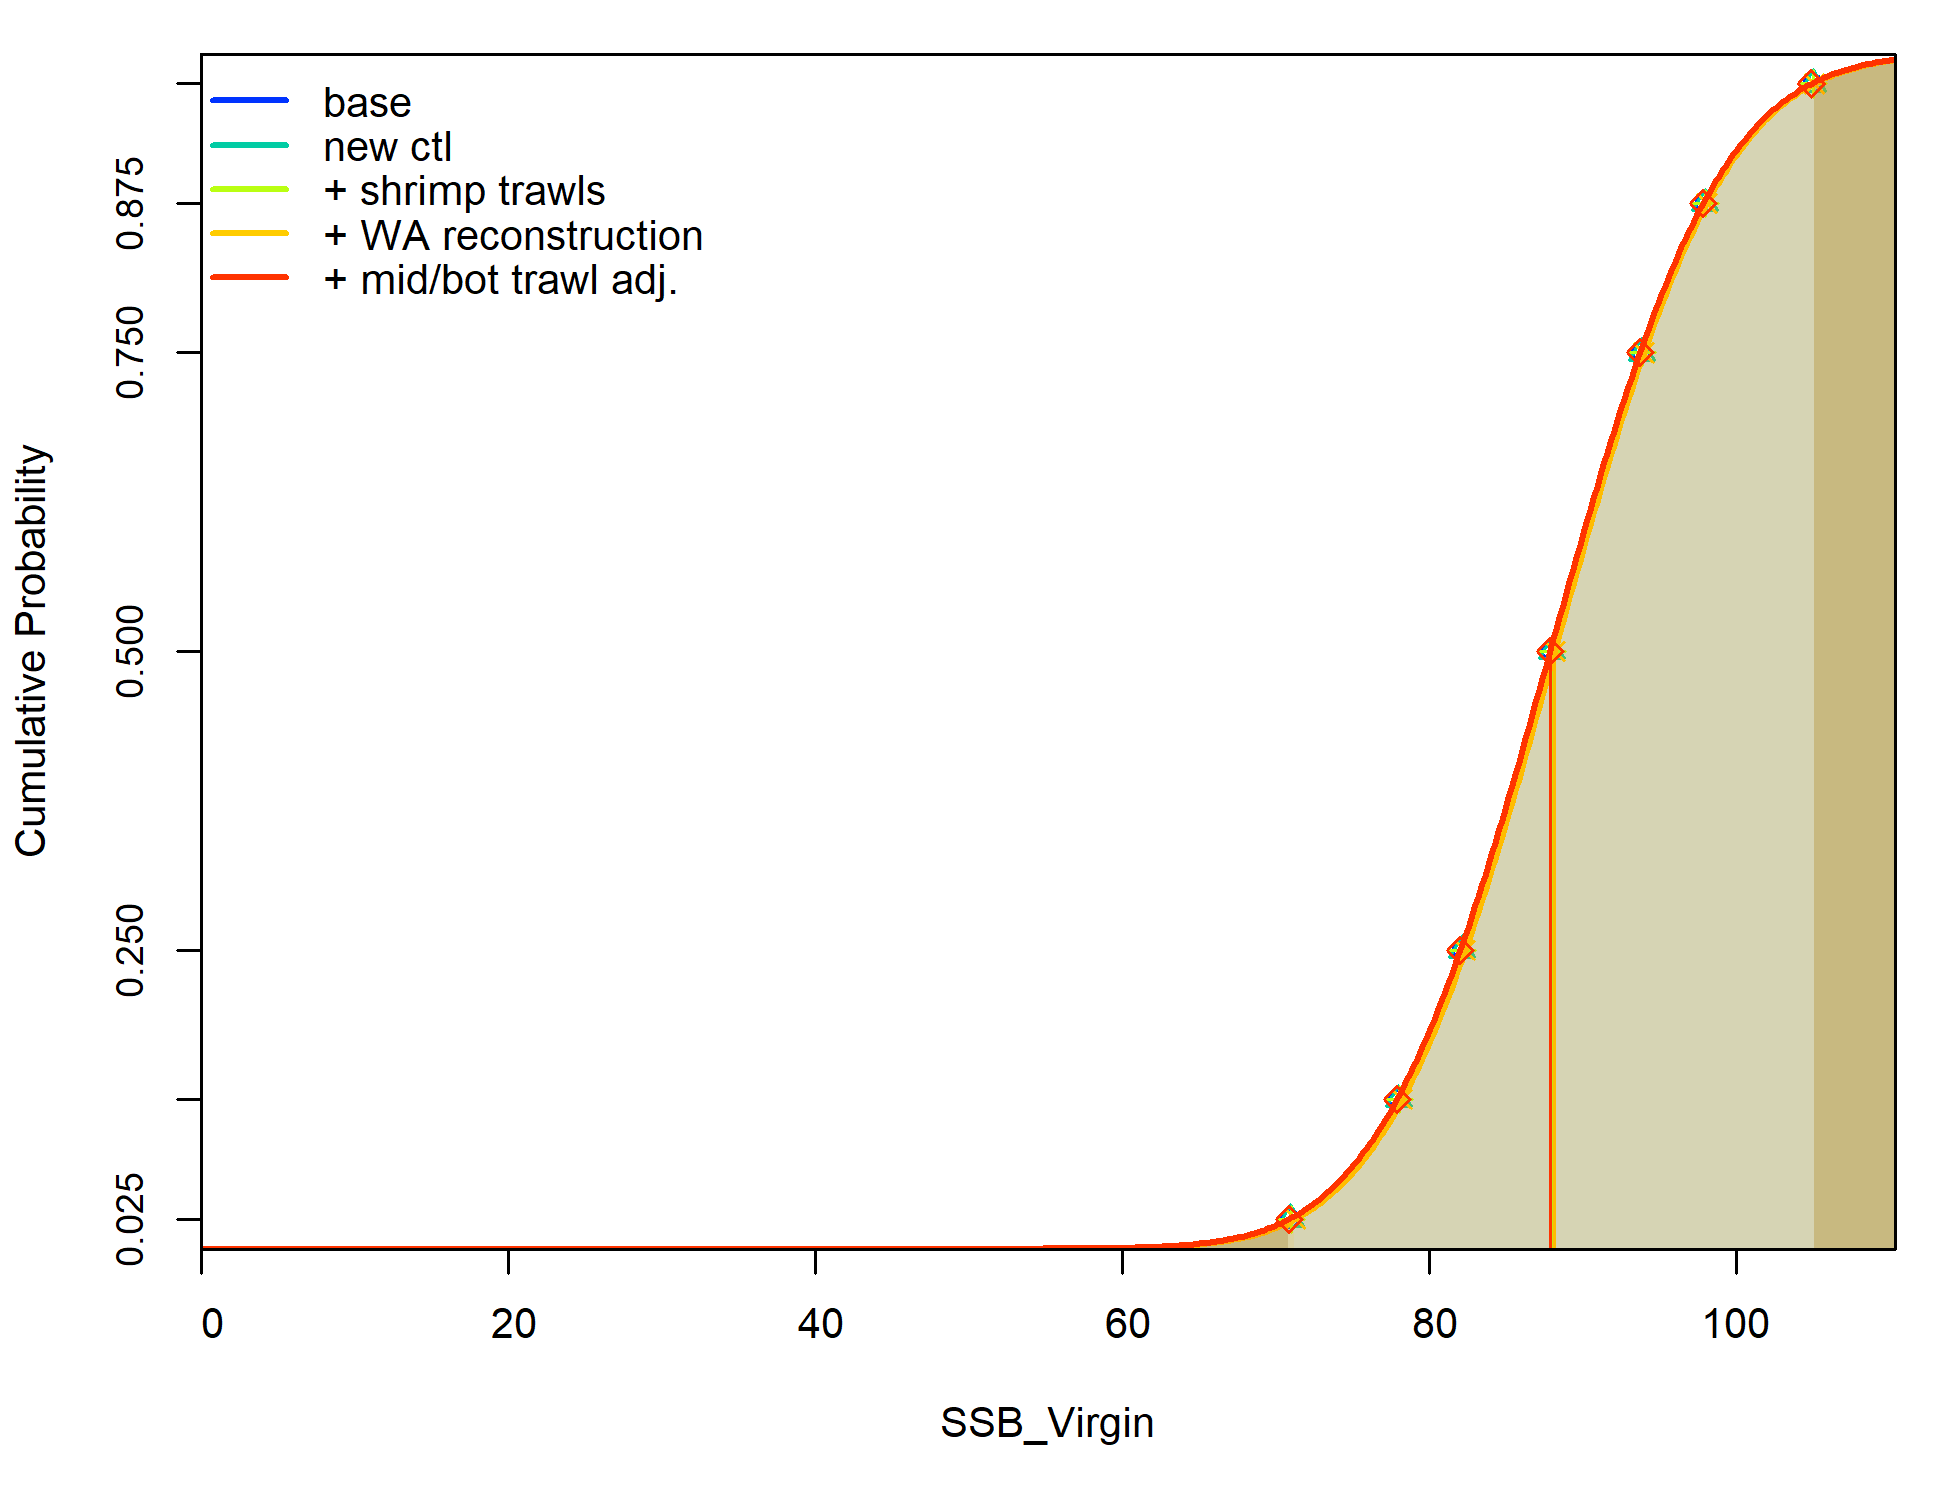 base
new ctl
+ shrimp trawls
+ WA reconstruction
+ mid/bot trawl adj.
Cumulative Probability
0.875
0.750
0.500
0.250
0.025
0 20 40 60 80 100
SSB_Virgin